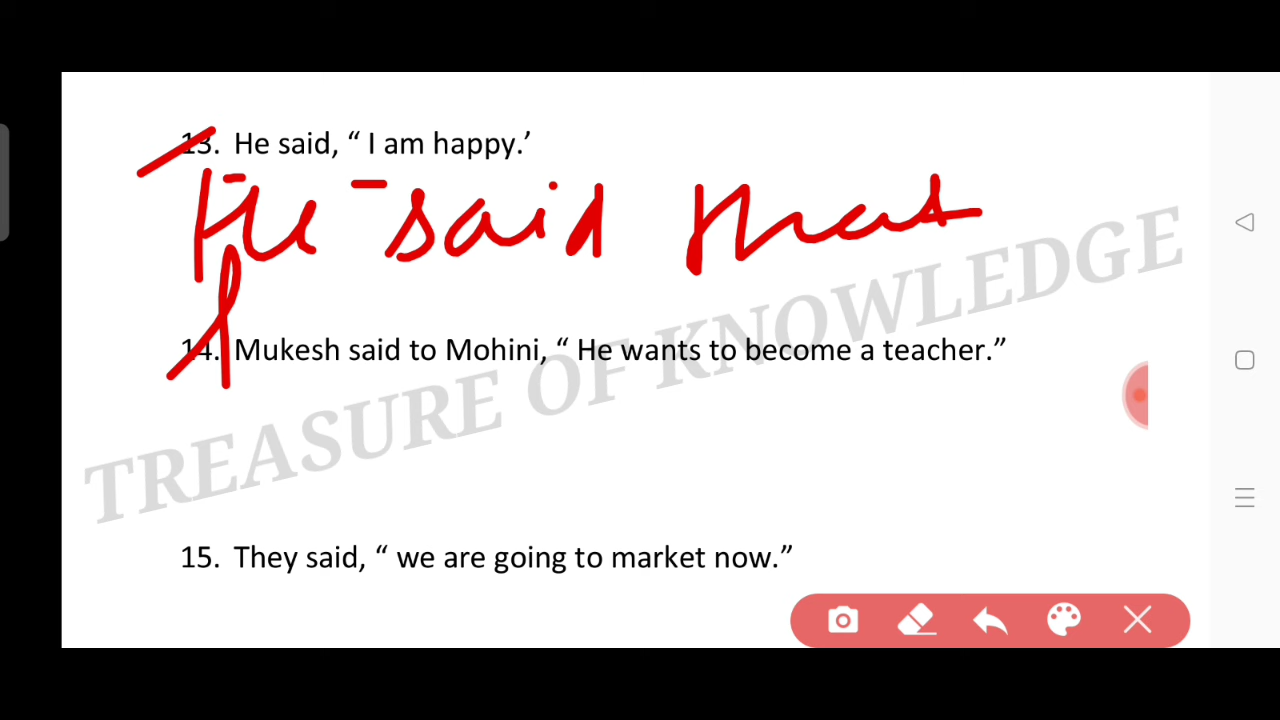 13. He said, “ I am happy.’
He said that
14. Mukesh said to Mohini, “ He wants to become a teacher.”
TREASURE OF KNOWLEDGE
15. They said, “ we are going to market now.”